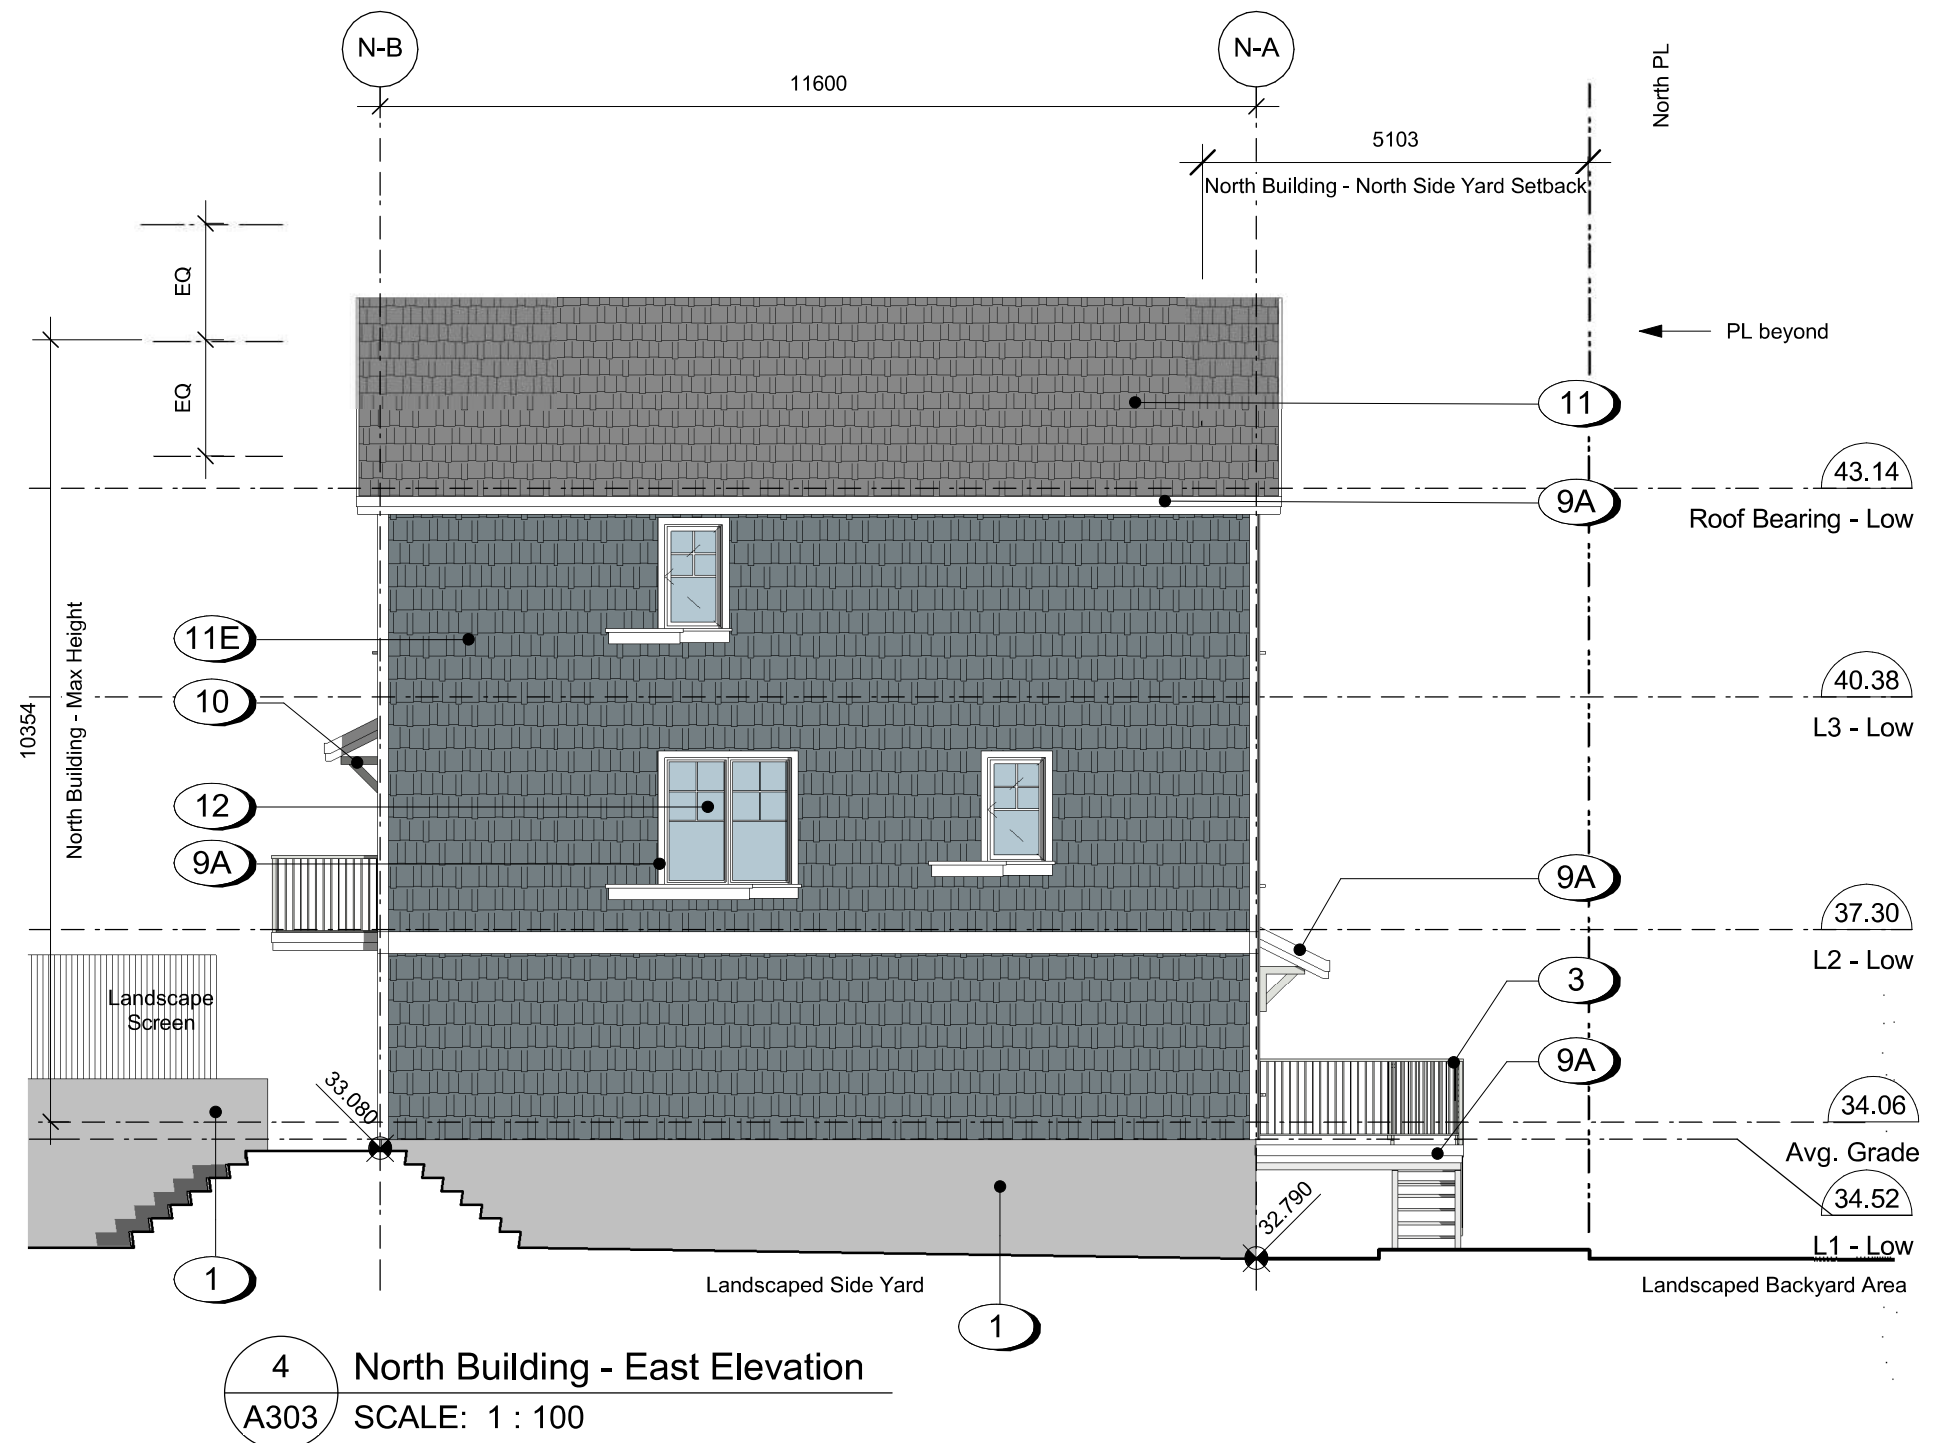 N-B
N-A
11600
North PL
5103
North Building - North Side Yard Setback
EQ
PL beyond
EQ
11
43.14
9A
Roof Bearing - Low
North Building - Max Height
10354
11E
10
40.38
L3 - Low
12
9A
9A
37.30
L2 - Low
3
Landscape
Screen
9A
33.080
34.06
Avg. Grade
32.790
34.52
L1 - Low
1
Landscaped Side Yard
Landscaped Backyard Area
1
4
North Building - East Elevation
A303
SCALE: 1 : 100